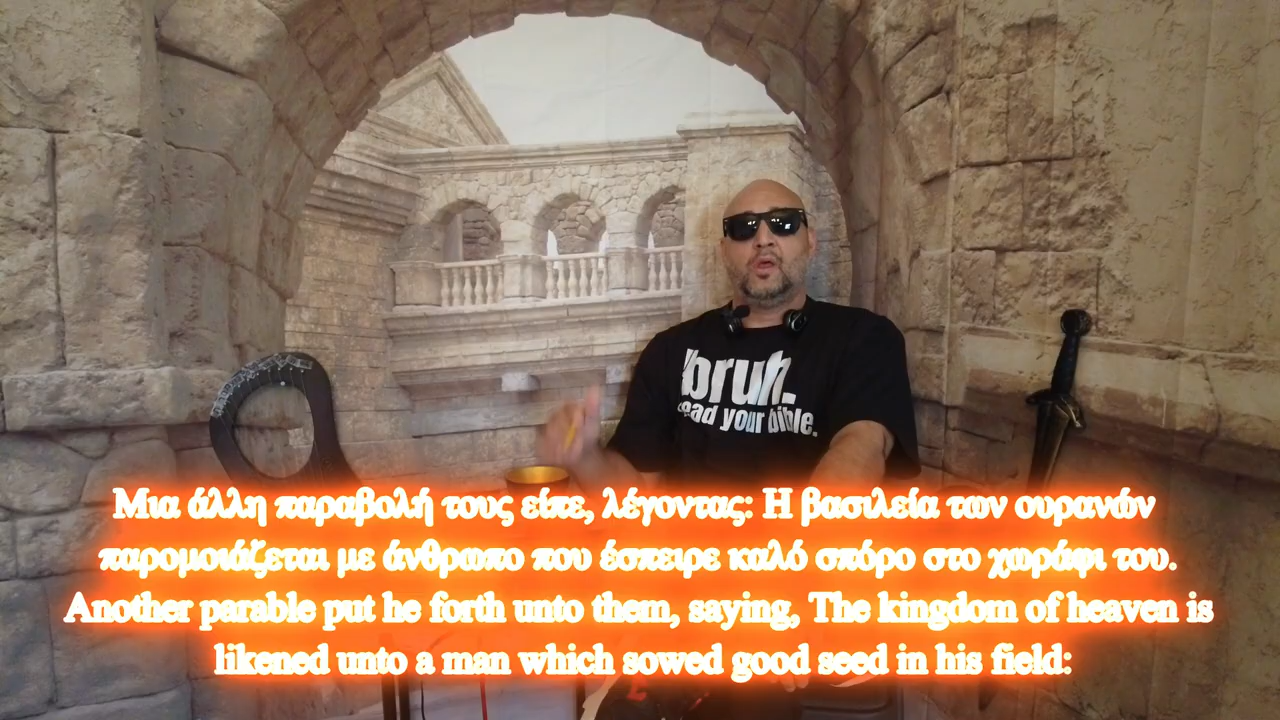 bruh.
read your bible.
Μια άλλη παραβολή τους είπε, λέγοντας: Η βασιλεία των ουρανών
παρομοιάζεται με άνθρωπο που έσπειρε καλό σπόρο στο χωράφι του.
Another parable put he forth unto them, saying, The kingdom of heaven is
likened unto a man which sowed good seed in his field: